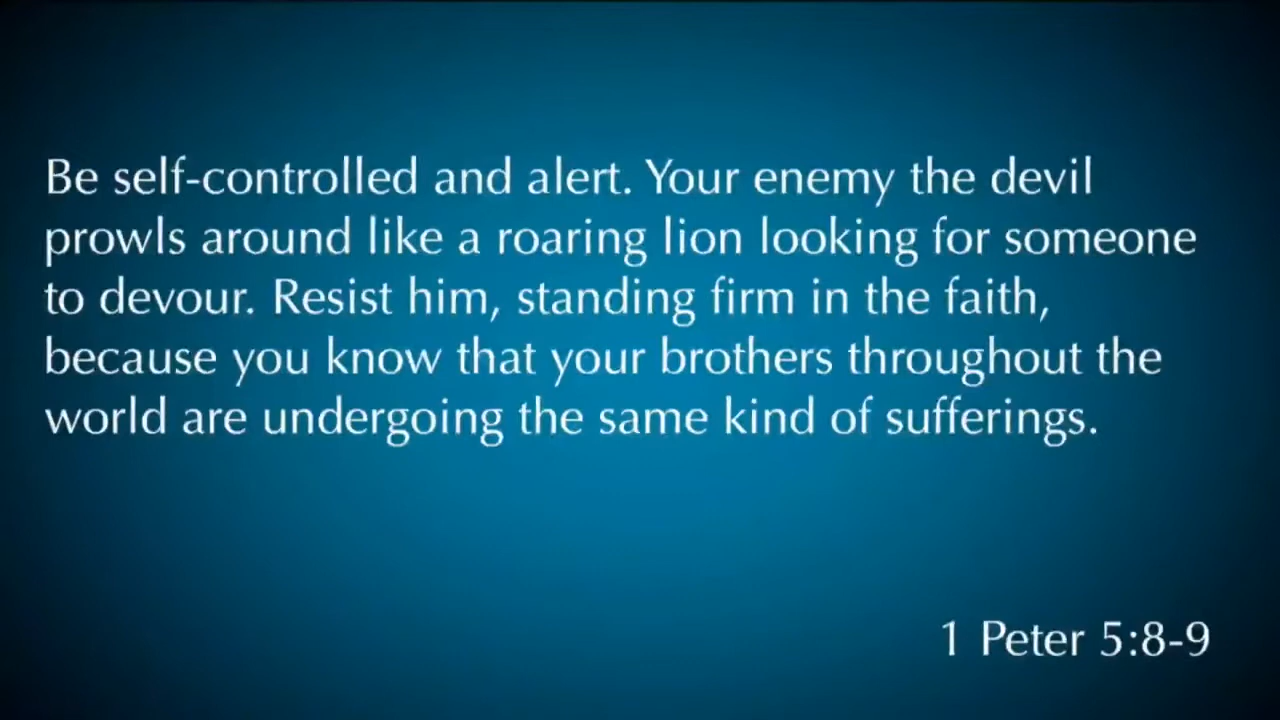 Be self-controlled and alert. Your enemy the devil
prowls around like a roaring lion looking for someone
to devour. Resist him, standing firm in the faith,
because you know that your brothers throughout the
world are undergoing the same kind of sufferings.
1 Peter 5:8-9